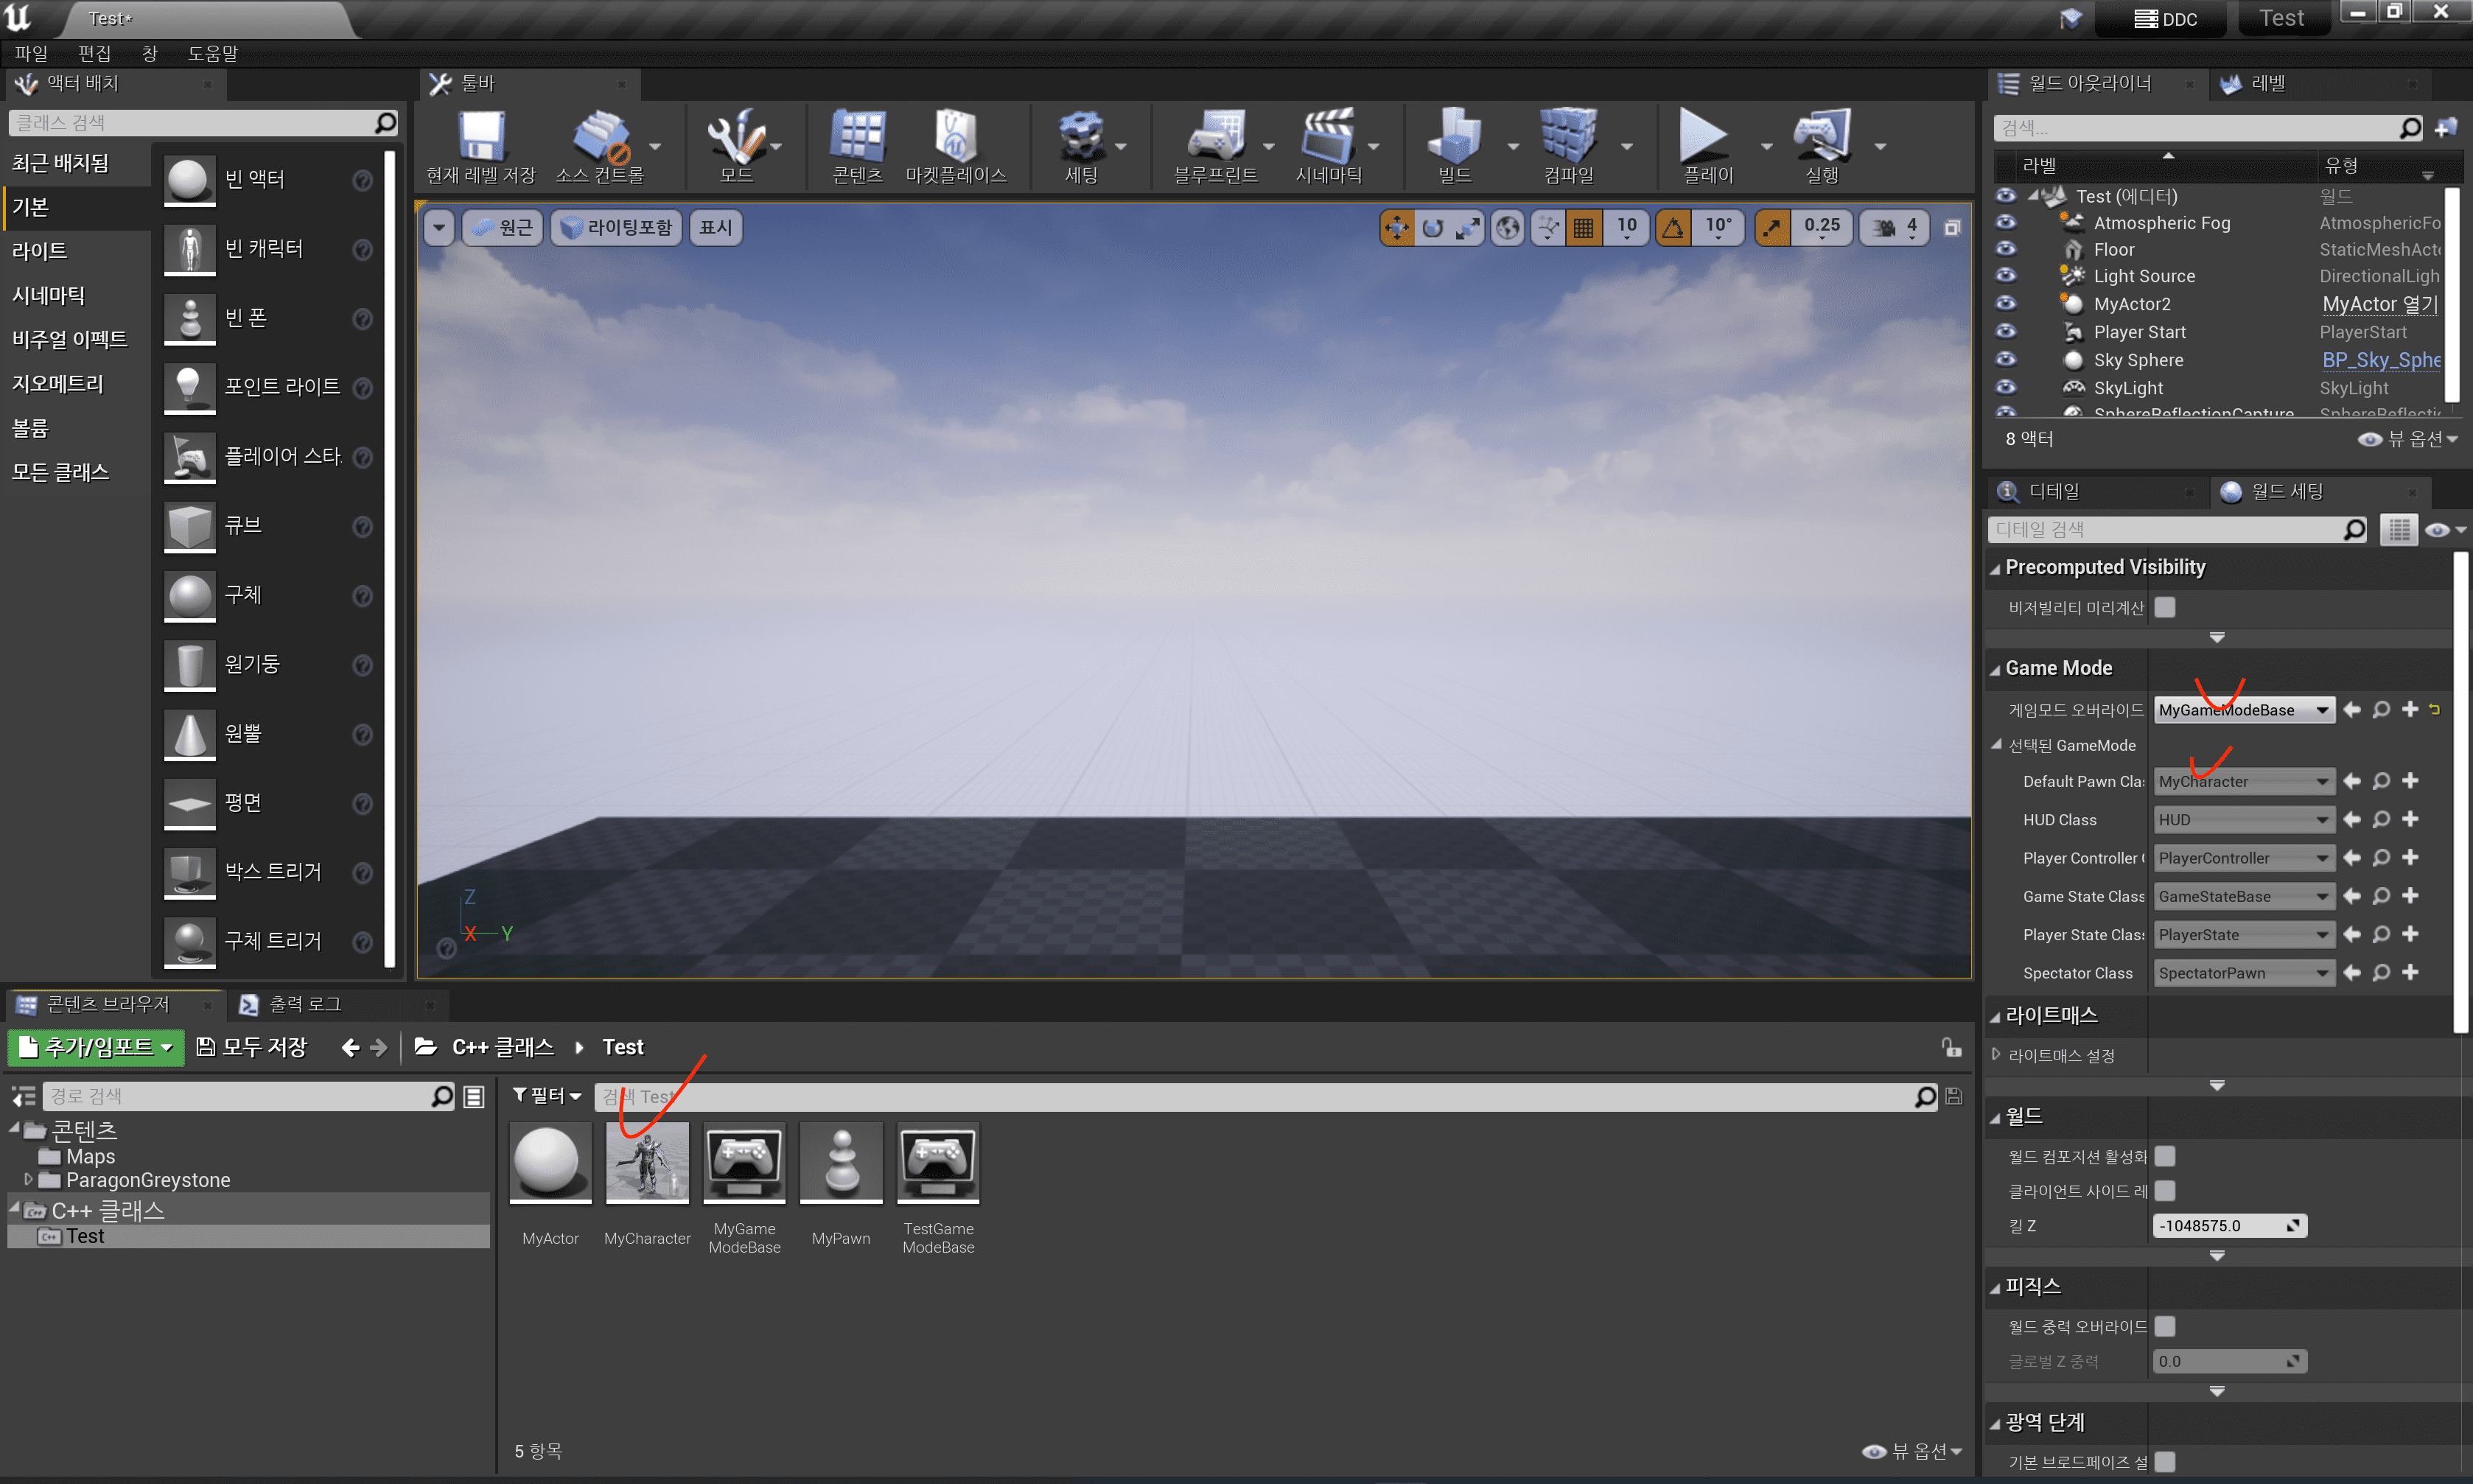 Test*
DDC
Test
파일 편집 창 도움말
액터 배치
클래스 검색
최근 배치됨
기본
라이트
시네마틱
비주얼 이펙트
지오메트리
볼륨
모든 클래스
빈 액터
빈 캐릭터
빈 폰
포인트 라이트
플레이어 스타
큐브
구체
원기둥
원뿔
평면
박스 트리거
구체 트리거
툴바
현재 레벨 저장
소스 컨트롤
모드
콘텐츠
마켓플레이스
세팅
블루프린트
시네마틱
빌드
컴파일
플레이
실행
원근
라이팅포함
표시
10
10°
0.25
4
Z
X
Y
월드 아웃라이너
레벨
검색...
라벨 유형
Test (에디터) 월드
Atmospheric Fog AtmosphericFo
Floor StaticMeshAct
Light Source DirectionalLigh
MyActor2 MyActor 열기
Player Start PlayerStart
Sky Sphere BP_Sky_Sphe
SkyLight SkyLight
SphereReflectionCapture SphereReflecti
8 액터
뷰 옵션
디테일
월드 세팅
디테일 검색
Precomputed Visibility
비저빌리티 미리계산
Game Mode
게임모드 오버라이드 MyGameModeBase
선택된 GameMode
Default Pawn Cla MyCharacter
HUD Class HUD
Player Controller PlayerController
Game State Class GameStateBase
Player State Clas PlayerState
Spectator Class SpectatorPawn
라이트매스
라이트매스 설정
월드
월드 컴포지션 활성화
클라이언트 사이드 레
킬 Z -1048575.0
피직스
월드 중력 오버라이드
글로벌 Z 중력 0.0
광역 단계
기본 브로드페이즈 설
콘텐츠 브라우저
출력 로그
추가/임포트
모두 저장
C++ 클래스
Test
경로 검색
콘텐츠
Maps
ParagonGreystone
C++ 클래스
Test
필터
검색 Test
MyActor
MyCharacter
MyGame
ModeBase
MyPawn
TestGame
ModeBase
5 항목
뷰 옵션